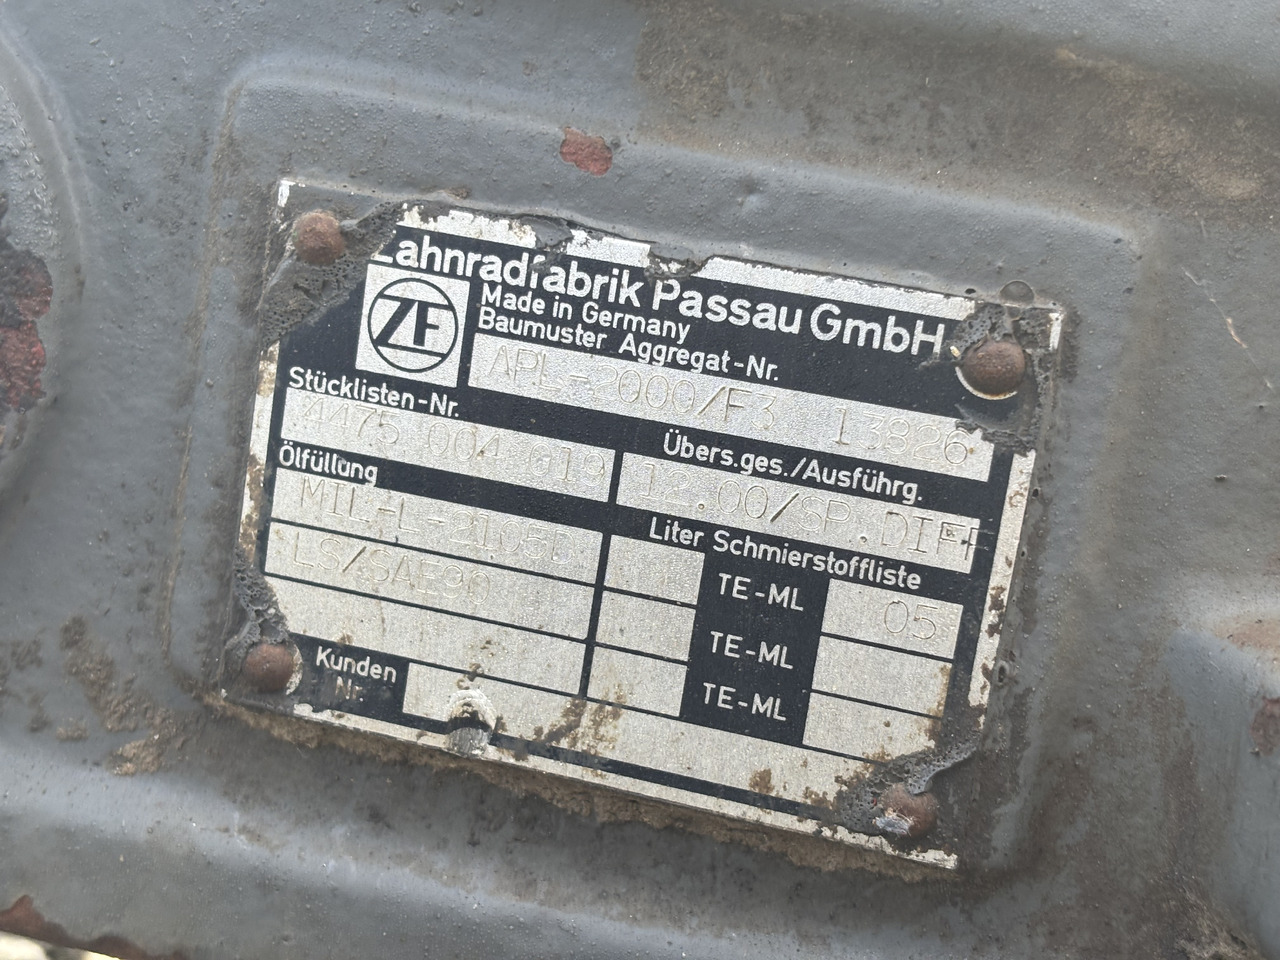 Zahnradfabrik Passau GmbH
ZF
Made in Germany
Baumuster Aggregat-Nr.
APL-2000/F3 13826
Stücklisten-Nr.
4475 004 019
Übers.ges./Ausführg.
12.00/SP.DIFF
Ölfüllung
Liter Schmierstoffliste
MIL-L-2105D
TE-ML 05
LS/SAE90
TE-ML
TE-ML
Kunden
Nr.